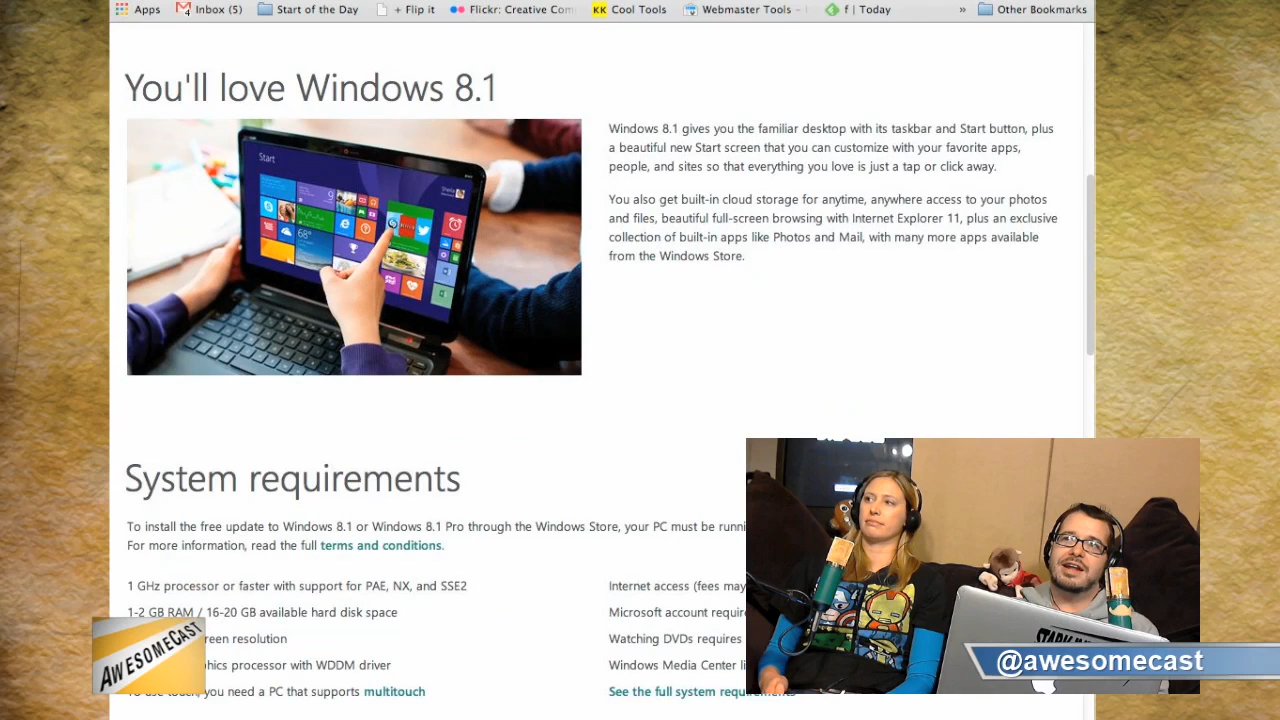 Apps Inbox (5) Start of the Day + Flip it Flickr: Creative Com KK Cool Tools Webmaster Tools - f | Today » Other Bookmarks
You'll love Windows 8.1
Start
68°
Windows 8.1 gives you the familiar desktop with its taskbar and Start button, plus
a beautiful new Start screen that you can customize with your favorite apps,
people, and sites so that everything you love is just a tap or click away.
You also get built-in cloud storage for anytime, anywhere access to your photos
and files, beautiful full-screen browsing with Internet Explorer 11, plus an exclusive
collection of built-in apps like Photos and Mail, with many more apps available
from the Windows Store.
System requirements
To install the free update to Windows 8.1 or Windows 8.1 Pro through the Windows Store, your PC must be runni
For more information, read the full terms and conditions.
1 GHz processor or faster with support for PAE, NX, and SSE2
1-2 GB RAM / 16-20 GB available hard disk space
reen resolution
phics processor with WDDM driver
you need a PC that supports multitouch
Internet access (fees may
Microsoft account require
Watching DVDs requires
Windows Media Center li
See the full system requirements
AWESOMECAST
@awesomecast